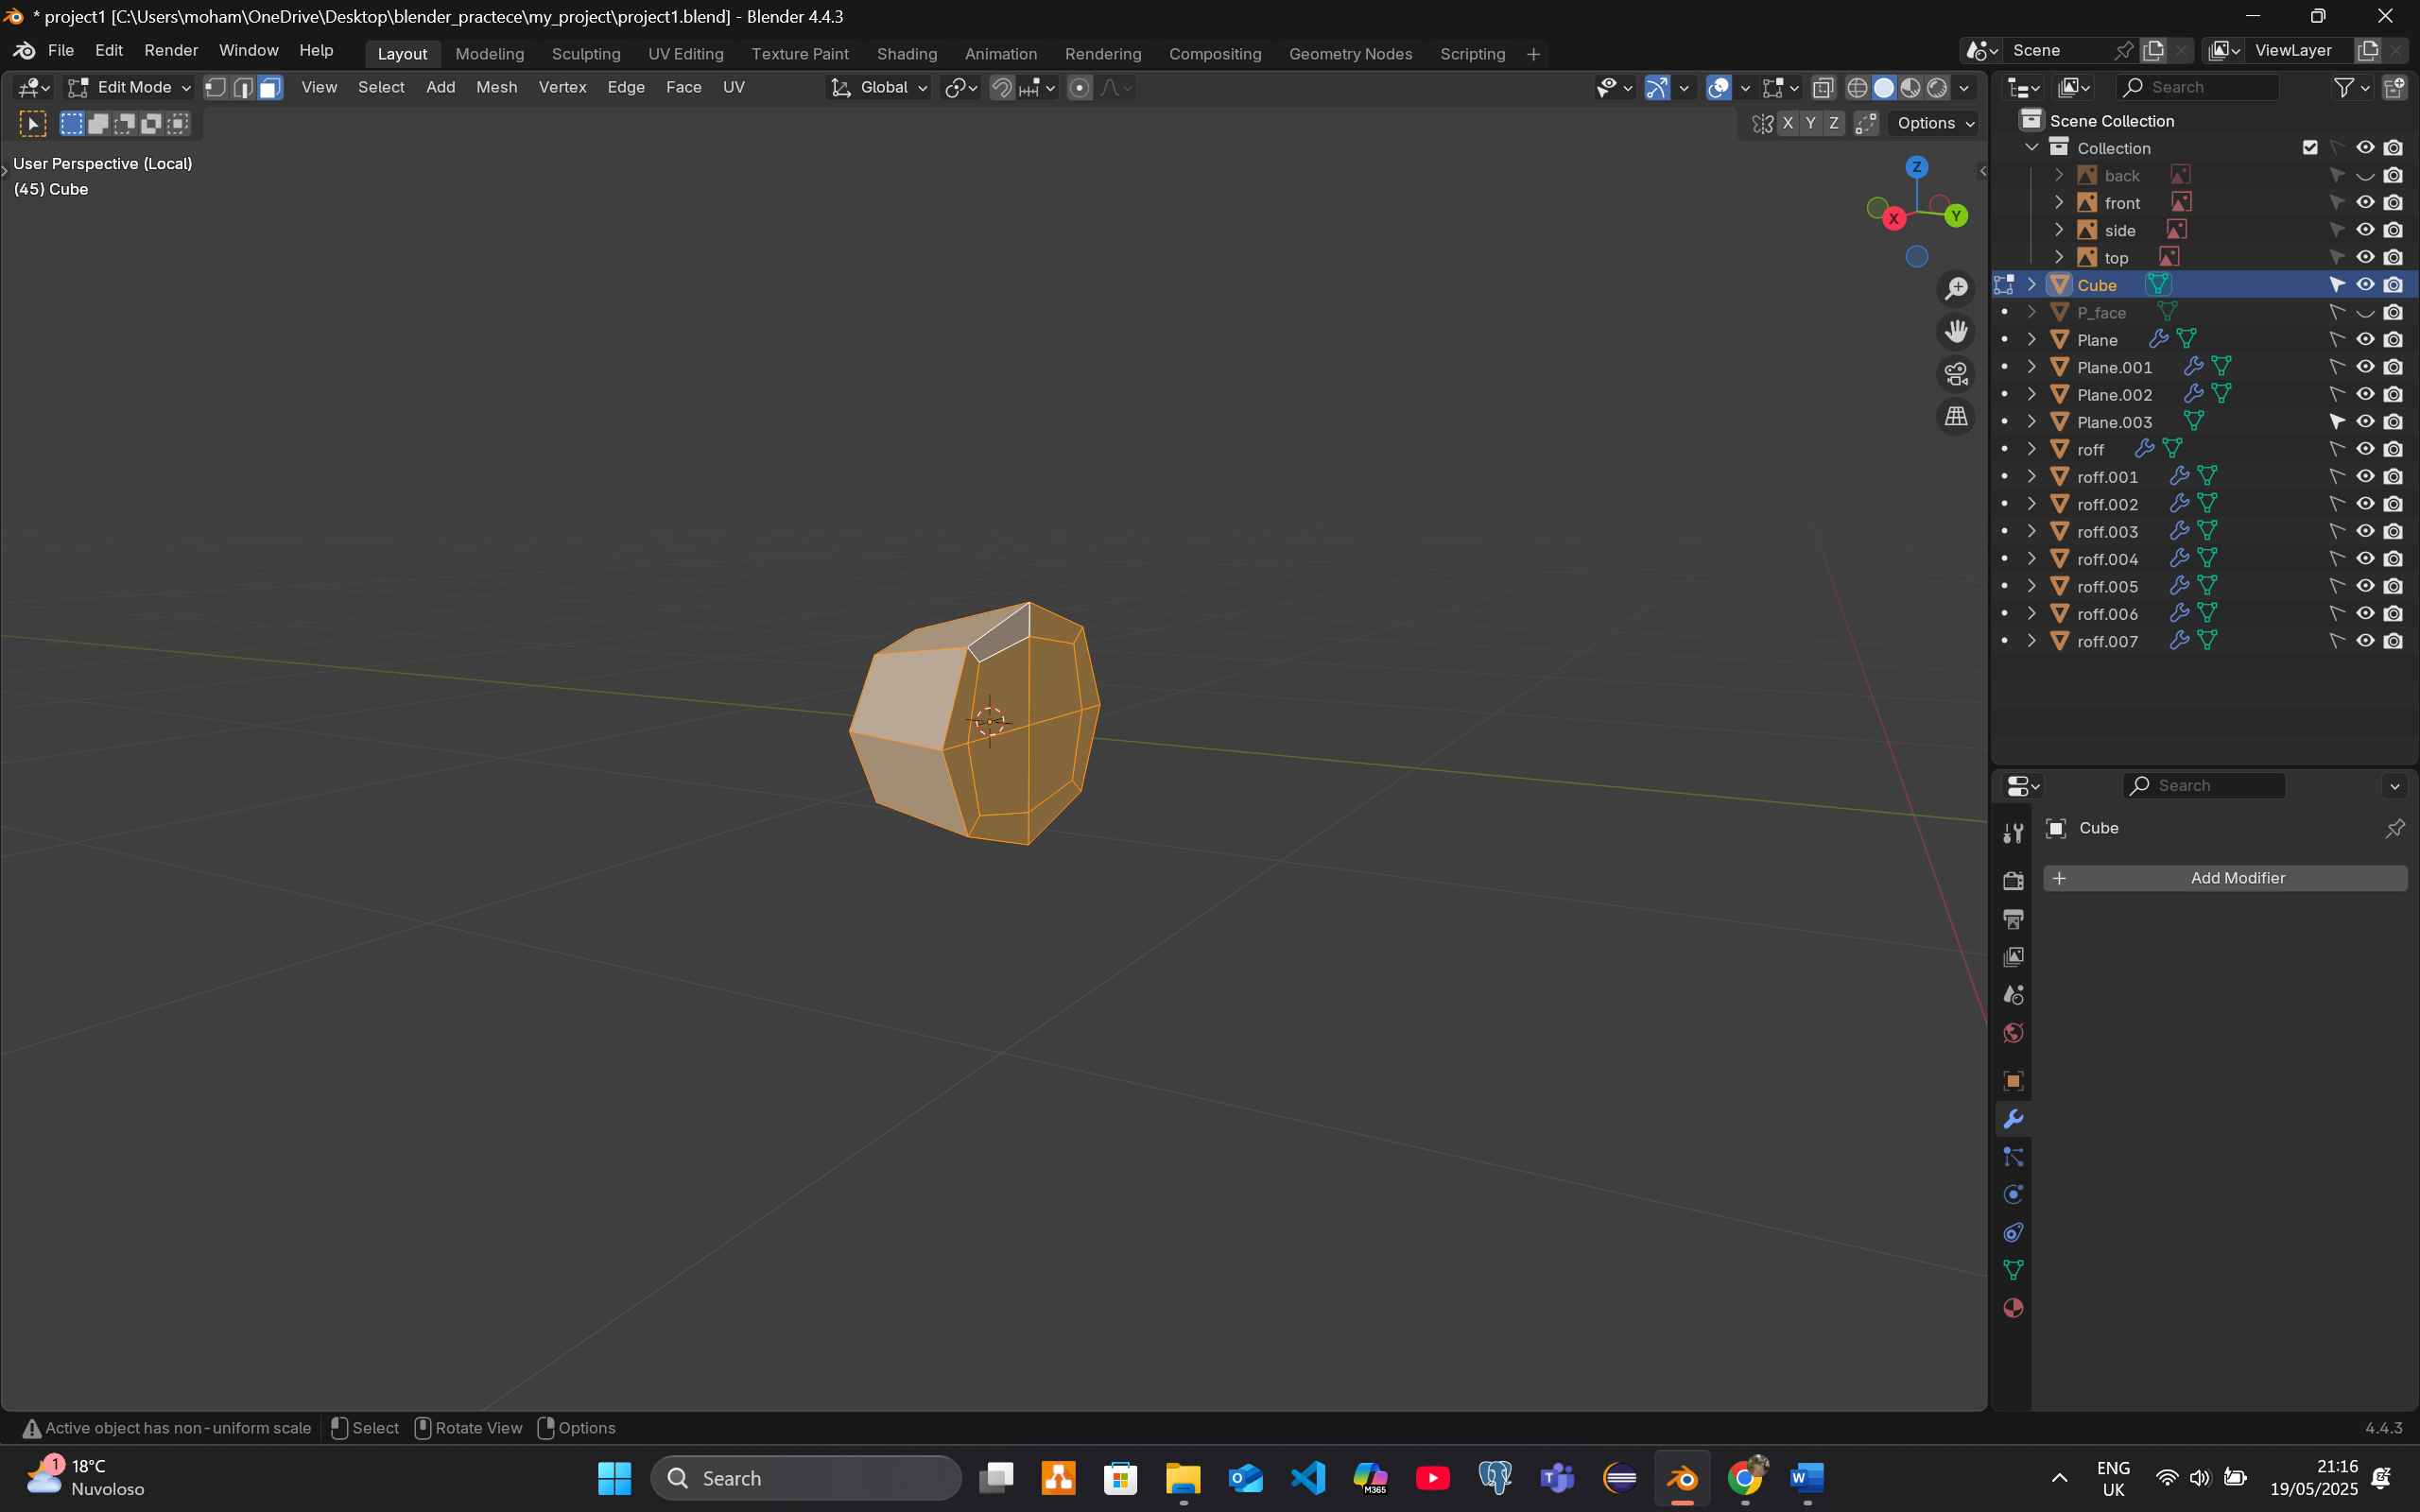 * project1 [C:\Users\moham\OneDrive\Desktop\blender_practece\my_project\project1.blend] - Blender 4.4.3
File Edit Render Window Help Layout Modeling Sculpting UV Editing Texture Paint Shading Animation Rendering Compositing Geometry Nodes Scripting + Scene ViewLayer
Edit Mode View Select Add Mesh Vertex Edge Face UV Global Search
X Y Z Options
Scene Collection
User Perspective (Local)
(45) Cube
Z
X
Y
Collection
back
front
side
top
Cube
P_face
Plane
Plane.001
Plane.002
Plane.003
roff
roff.001
roff.002
roff.003
roff.004
roff.005
roff.006
roff.007
Search
Cube
+ Add Modifier
Active object has non-uniform scale Select Rotate View Options 4.4.3
1 18°C
Nuvoloso
Search
M365
ENG
UK
21:16
19/05/2025